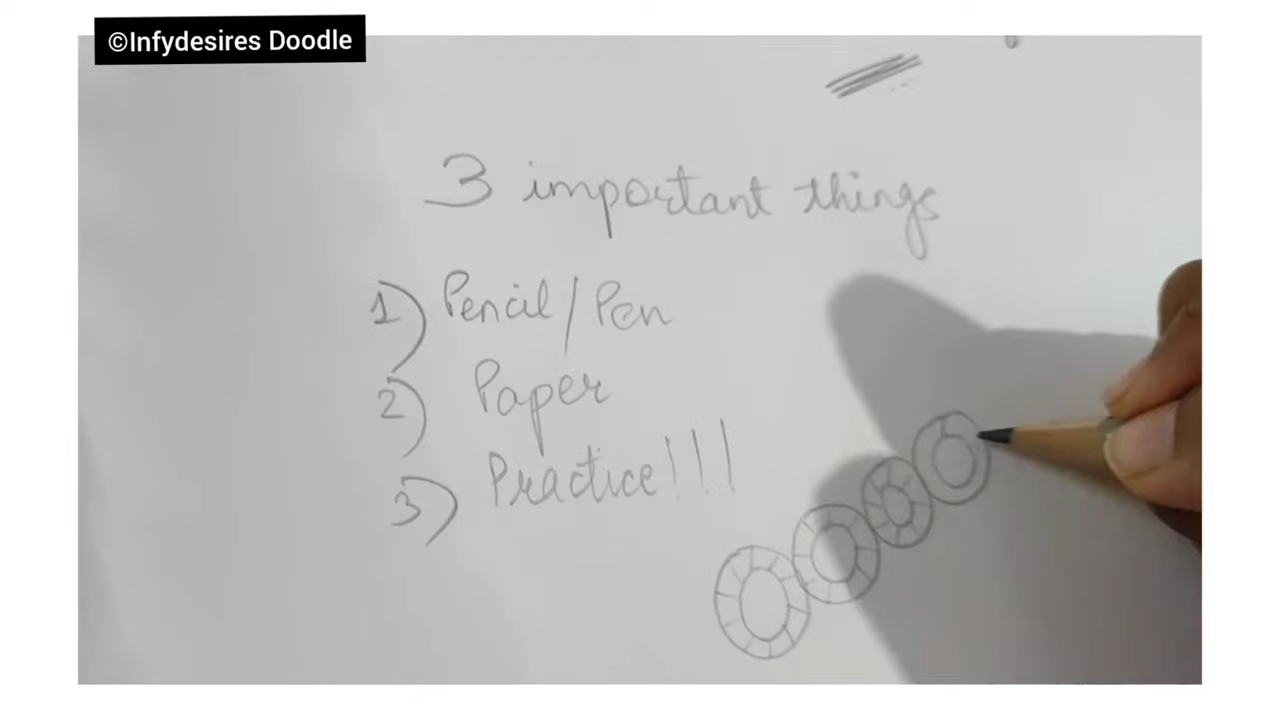 ©Infydesires Doodle
3 important things
1) Pencil/Pen
2) Paper
3) Practice!!!